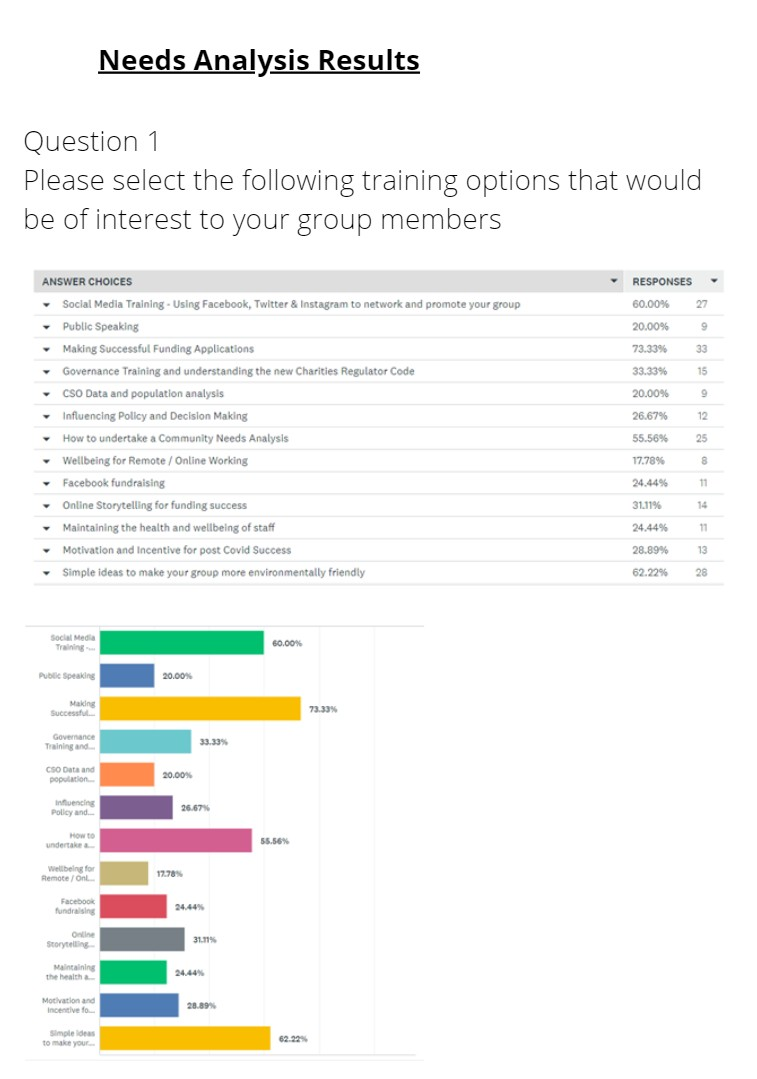 Needs Analysis Results
Question 1
Please select the following training options that would
be of interest to your group members
ANSWER CHOICES RESPONSES
Social Media Training - Using Facebook, Twitter & Instagram to network and promote your group 60.00% 27
Public Speaking 20.00% 9
Making Successful Funding Applications 73.33% 33
Governance Training and understanding the new Charities Regulator Code 33.33% 15
CSO Data and population analysis 20.00% 9
Influencing Policy and Decision Making 26.67% 12
How to undertake a Community Needs Analysis 55.56% 25
Wellbeing for Remote / Online Working 17.78% 8
Facebook fundraising 24.44% 11
Online Storytelling for funding success 31.11% 14
Maintaining the health and wellbeing of staff 24.44% 11
Motivation and Incentive for post Covid Success 28.89% 13
Simple ideas to make your group more environmentally friendly 62.22% 28
Social Media
Training -...
60.00%
Public Speaking
20.00%
Making
Successful...
73.33%
Governance
Training and...
33.33%
CSO Data and
population...
20.00%
Influencing
Policy and...
26.67%
How to
undertake a...
55.56%
Wellbeing for
Remote / Onl...
17.78%
Facebook
fundraising
24.44%
Online
Storytelling...
31.11%
Maintaining
the health a...
24.44%
Motivation and
Incentive fo...
28.89%
Simple ideas
to make your...
62.22%